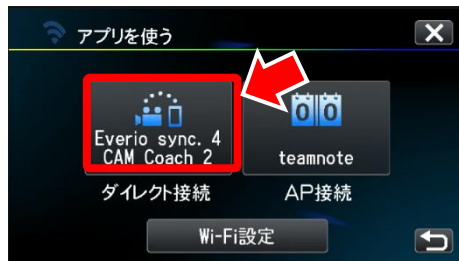 アプリを使う
Everio sync. 4
CAM Coach 2
00
teamnote
ダイレクト接続
AP接続
Wi-Fi設定